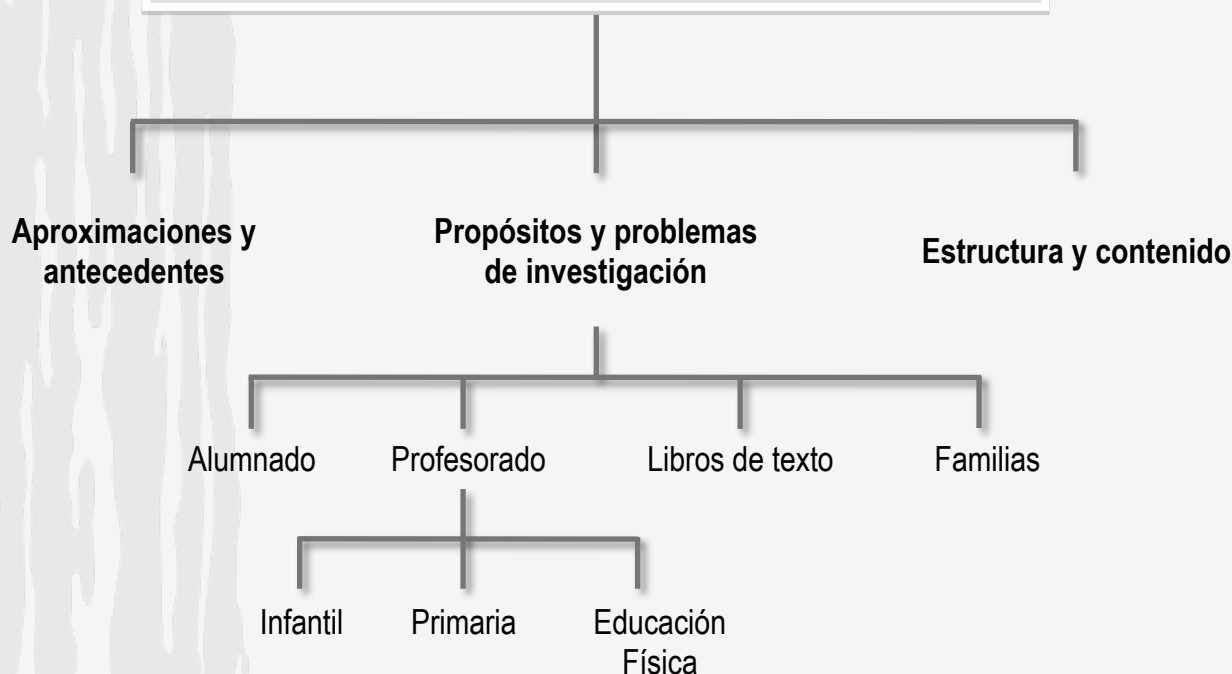 Aproximaciones y
antecedentes
Propósitos y problemas
de investigación
Estructura y contenido
Alumnado
Profesorado
Libros de texto
Familias
Infantil
Primaria
Educación
Física